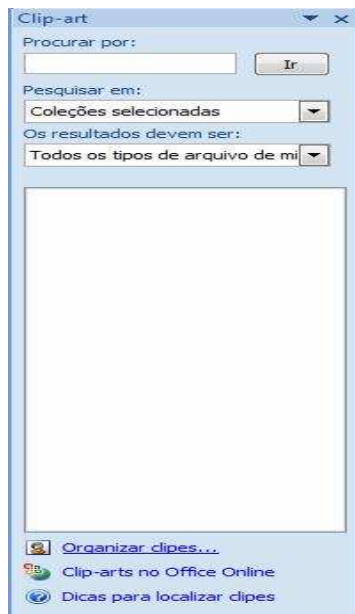 Clip-art
Procurar por:
Ir
Pesquisar em:
Coleções selecionadas
Os resultados devem ser:
Todos os tipos de arquivo de mi
Organizar clipes...
Clip-arts no Office Online
Dicas para localizar clipes